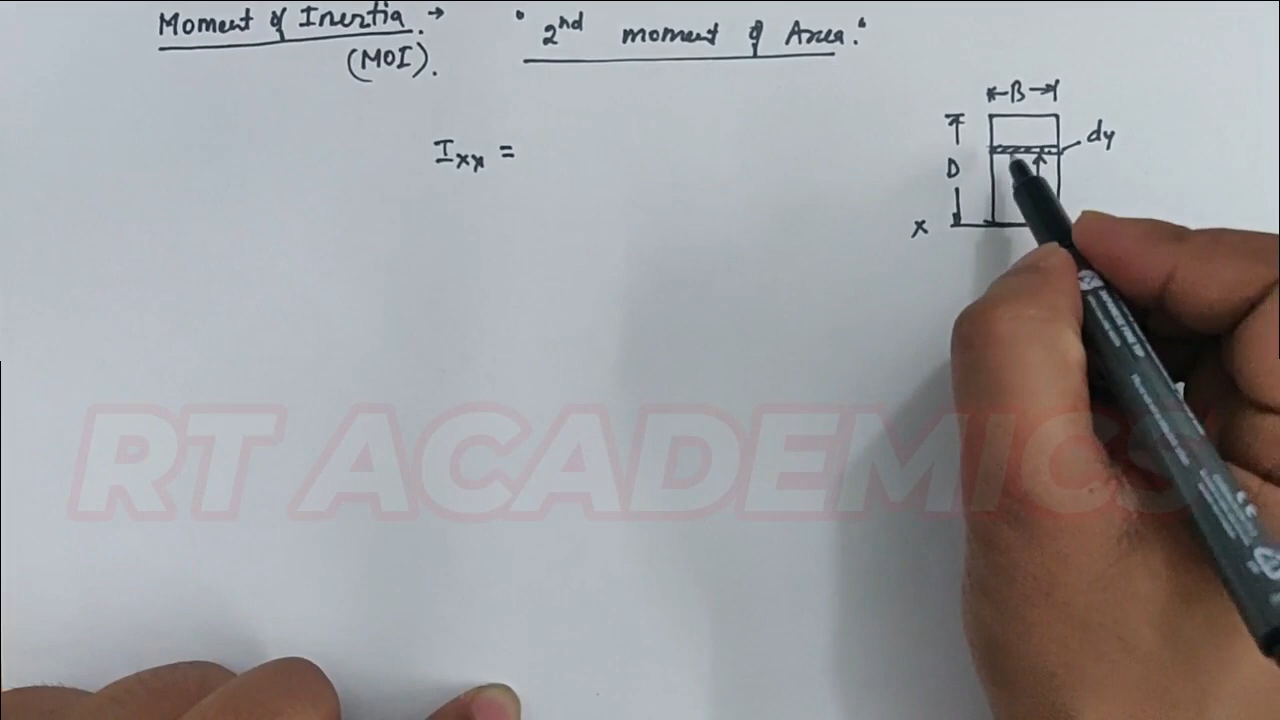 Moment of Inertia. → "2nd moment of Area."
(MOI).
←B→
dy
Ixx =
D
x
RT ACADEMICS